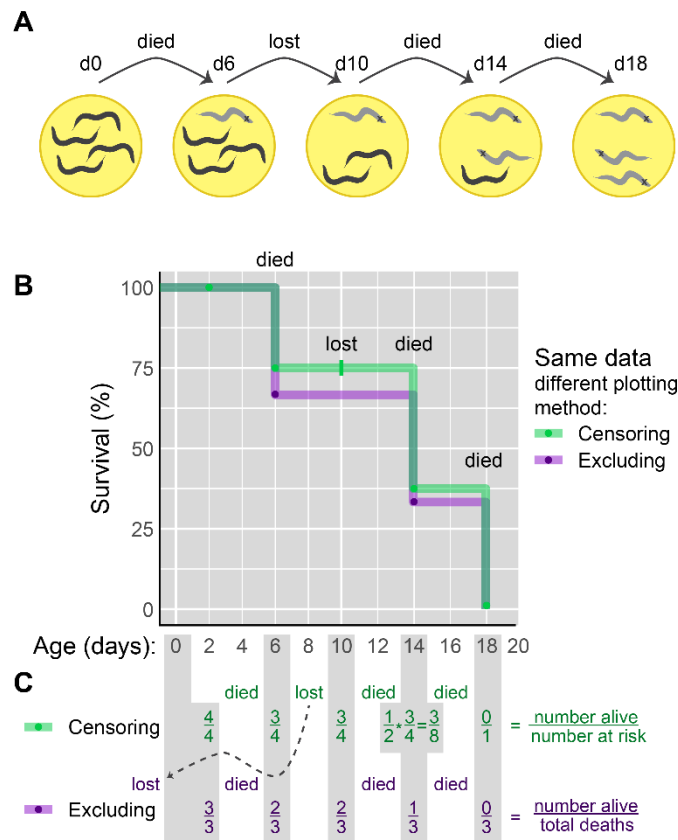 A
died lost died died
d0 d6 d10 d14 d18
B
died
100
lost died
75
Same data
different plotting
method:
Censoring
Excluding
50
died
25
0
Survival (%)
Age (days): 0 2 4 6 8 10 12 14 16 18 20
C
died lost died died
Censoring 4/4 3/4 3/4 1/2 * 3/4 = 3/8 0/1 = number alive/number at risk
lost died died died
Excluding 3/3 2/3 2/3 1/3 0/3 = number alive/total deaths